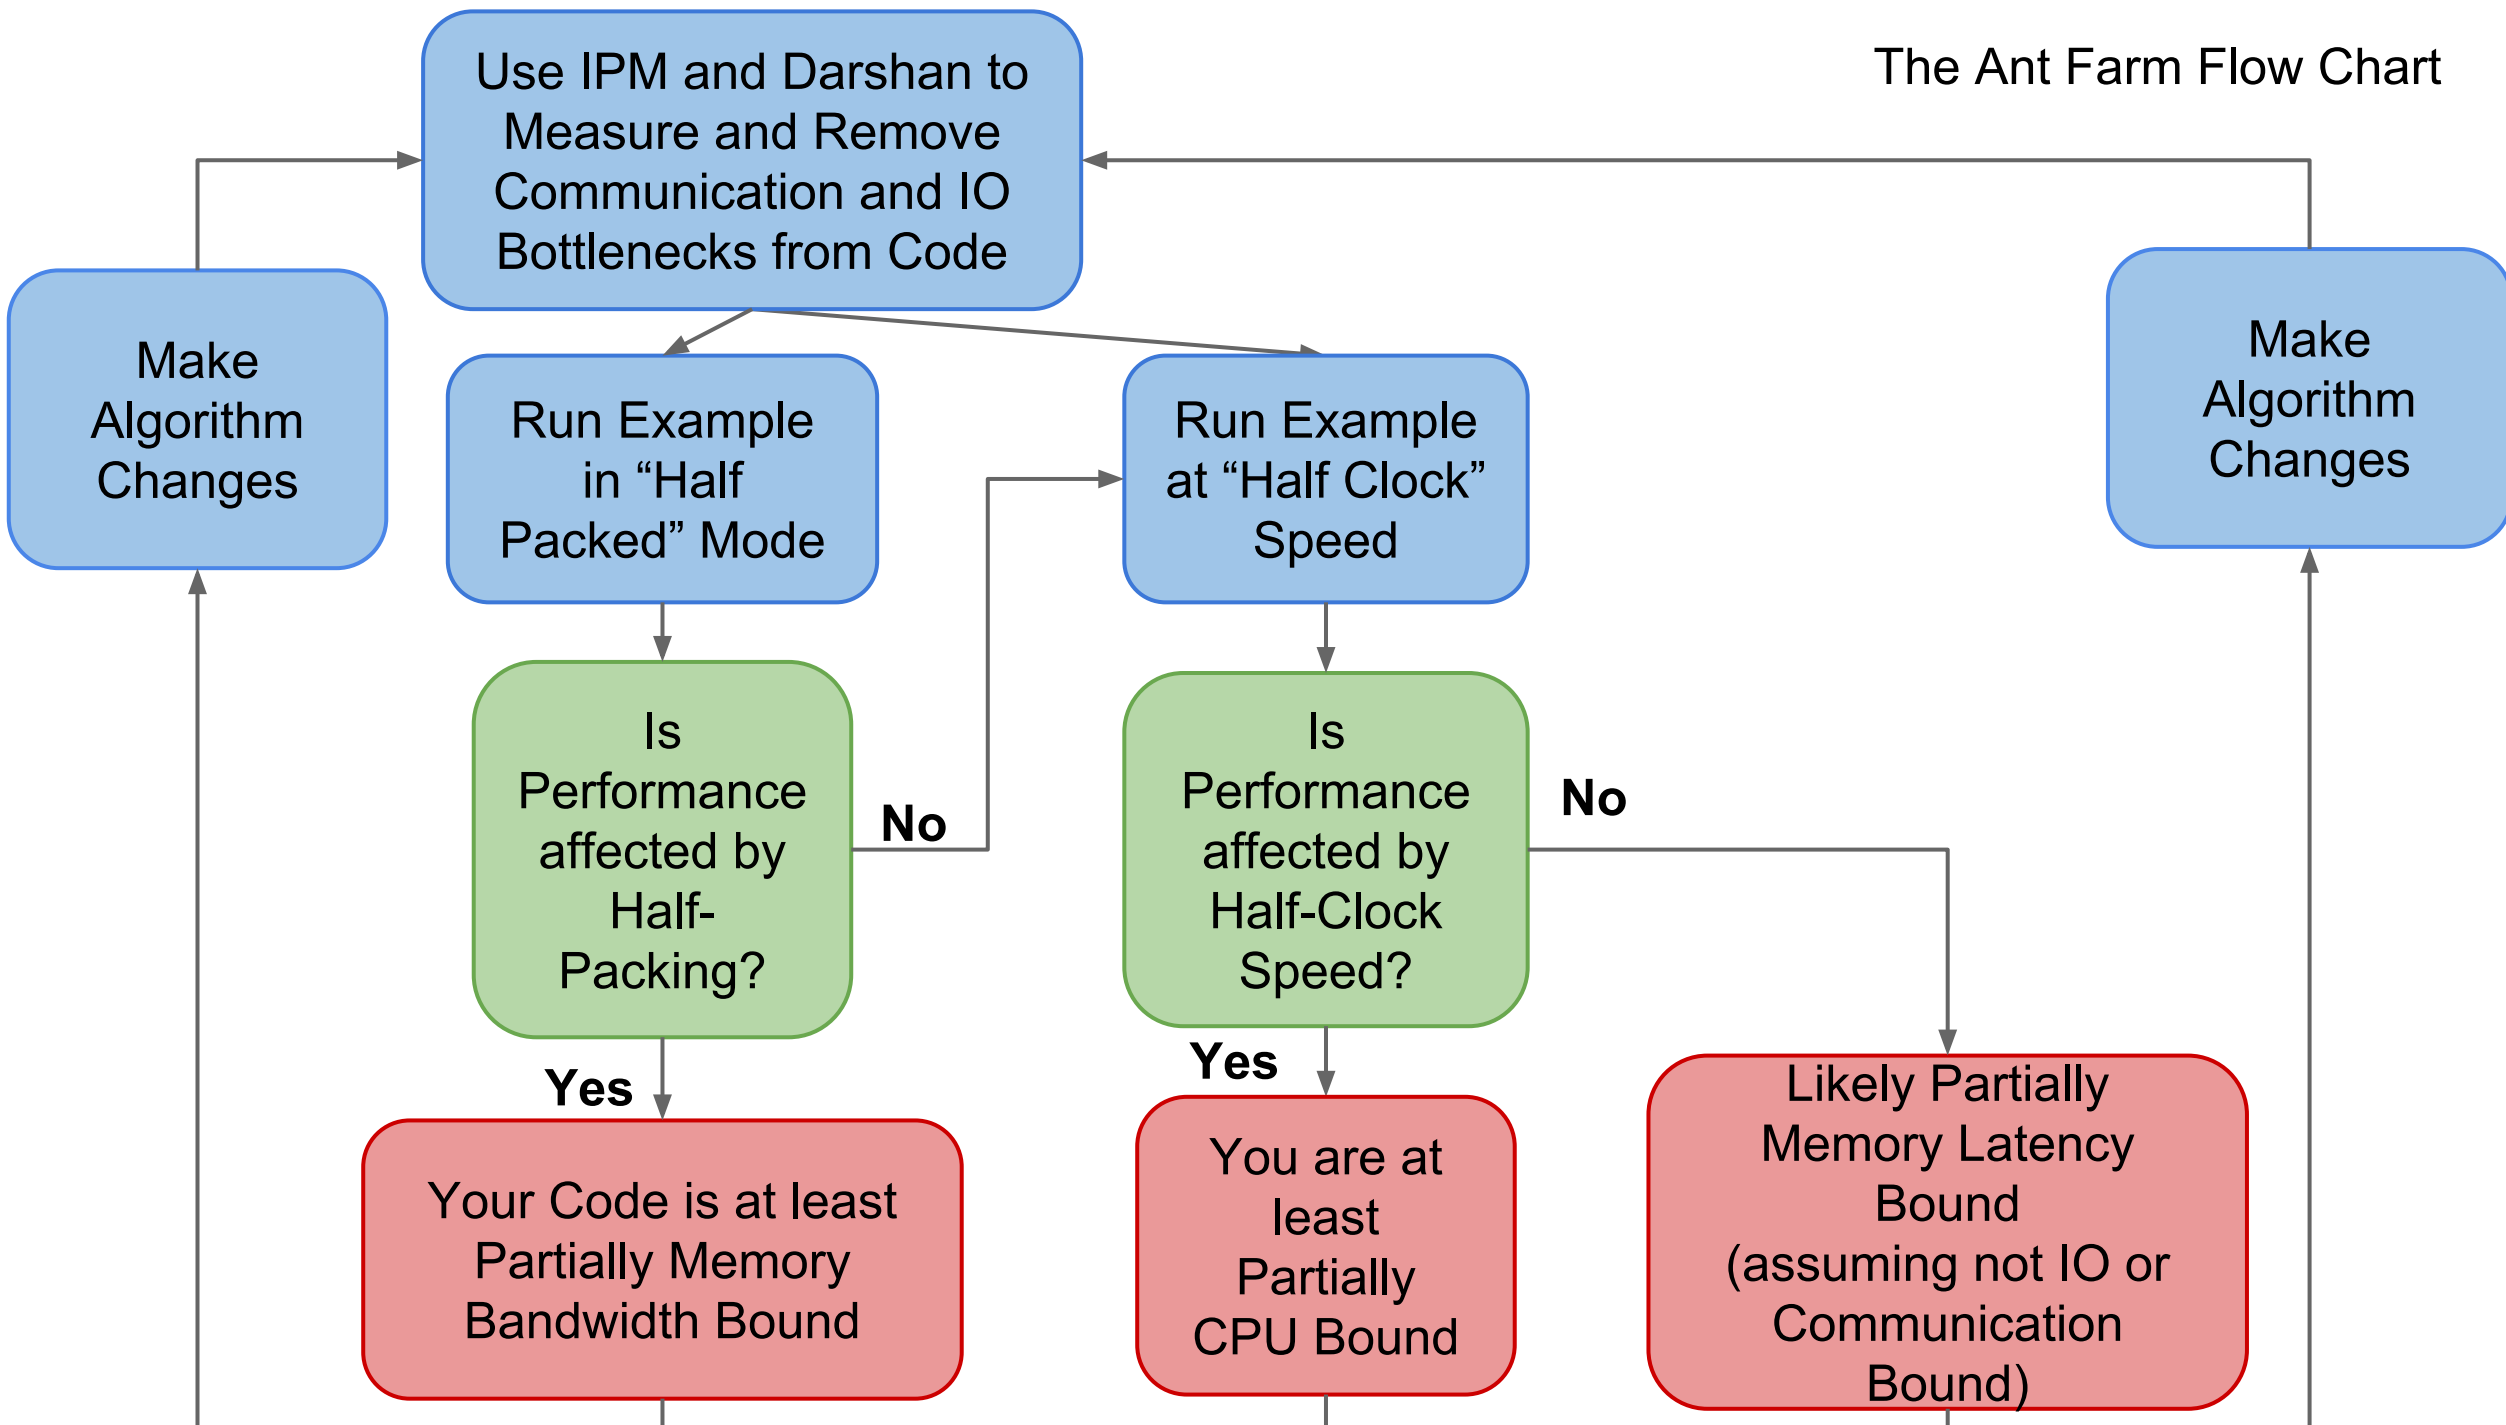 The Ant Farm Flow Chart
Use IPM and Darshan to
Measure and Remove
Communication and IO
Bottlenecks from Code
Make
Algorithm
Changes
Run Example
in “Half
Packed” Mode
Run Example
at “Half Clock”
Speed
Make
Algorithm
Changes
Is
Performance
affected by
Half-
Packing?
No
Is
Performance
affected by
Half-Clock
Speed?
No
Yes
Yes
Your Code is at least
Partially Memory
Bandwidth Bound
You are at
least
Partially
CPU Bound
Likely Partially
Memory Latency
Bound
(assuming not IO or
Communication
Bound)